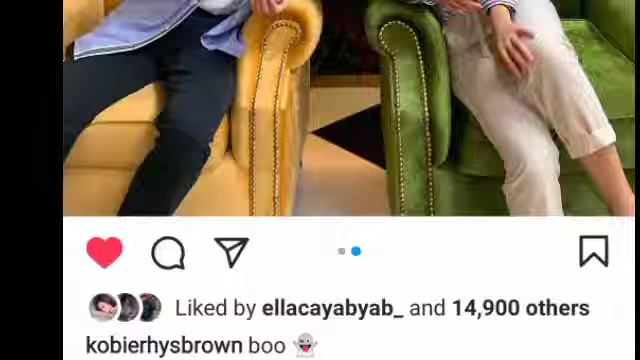 Liked by ellacayabyab_ and 14,900 others
kobierhysbrown boo 👻